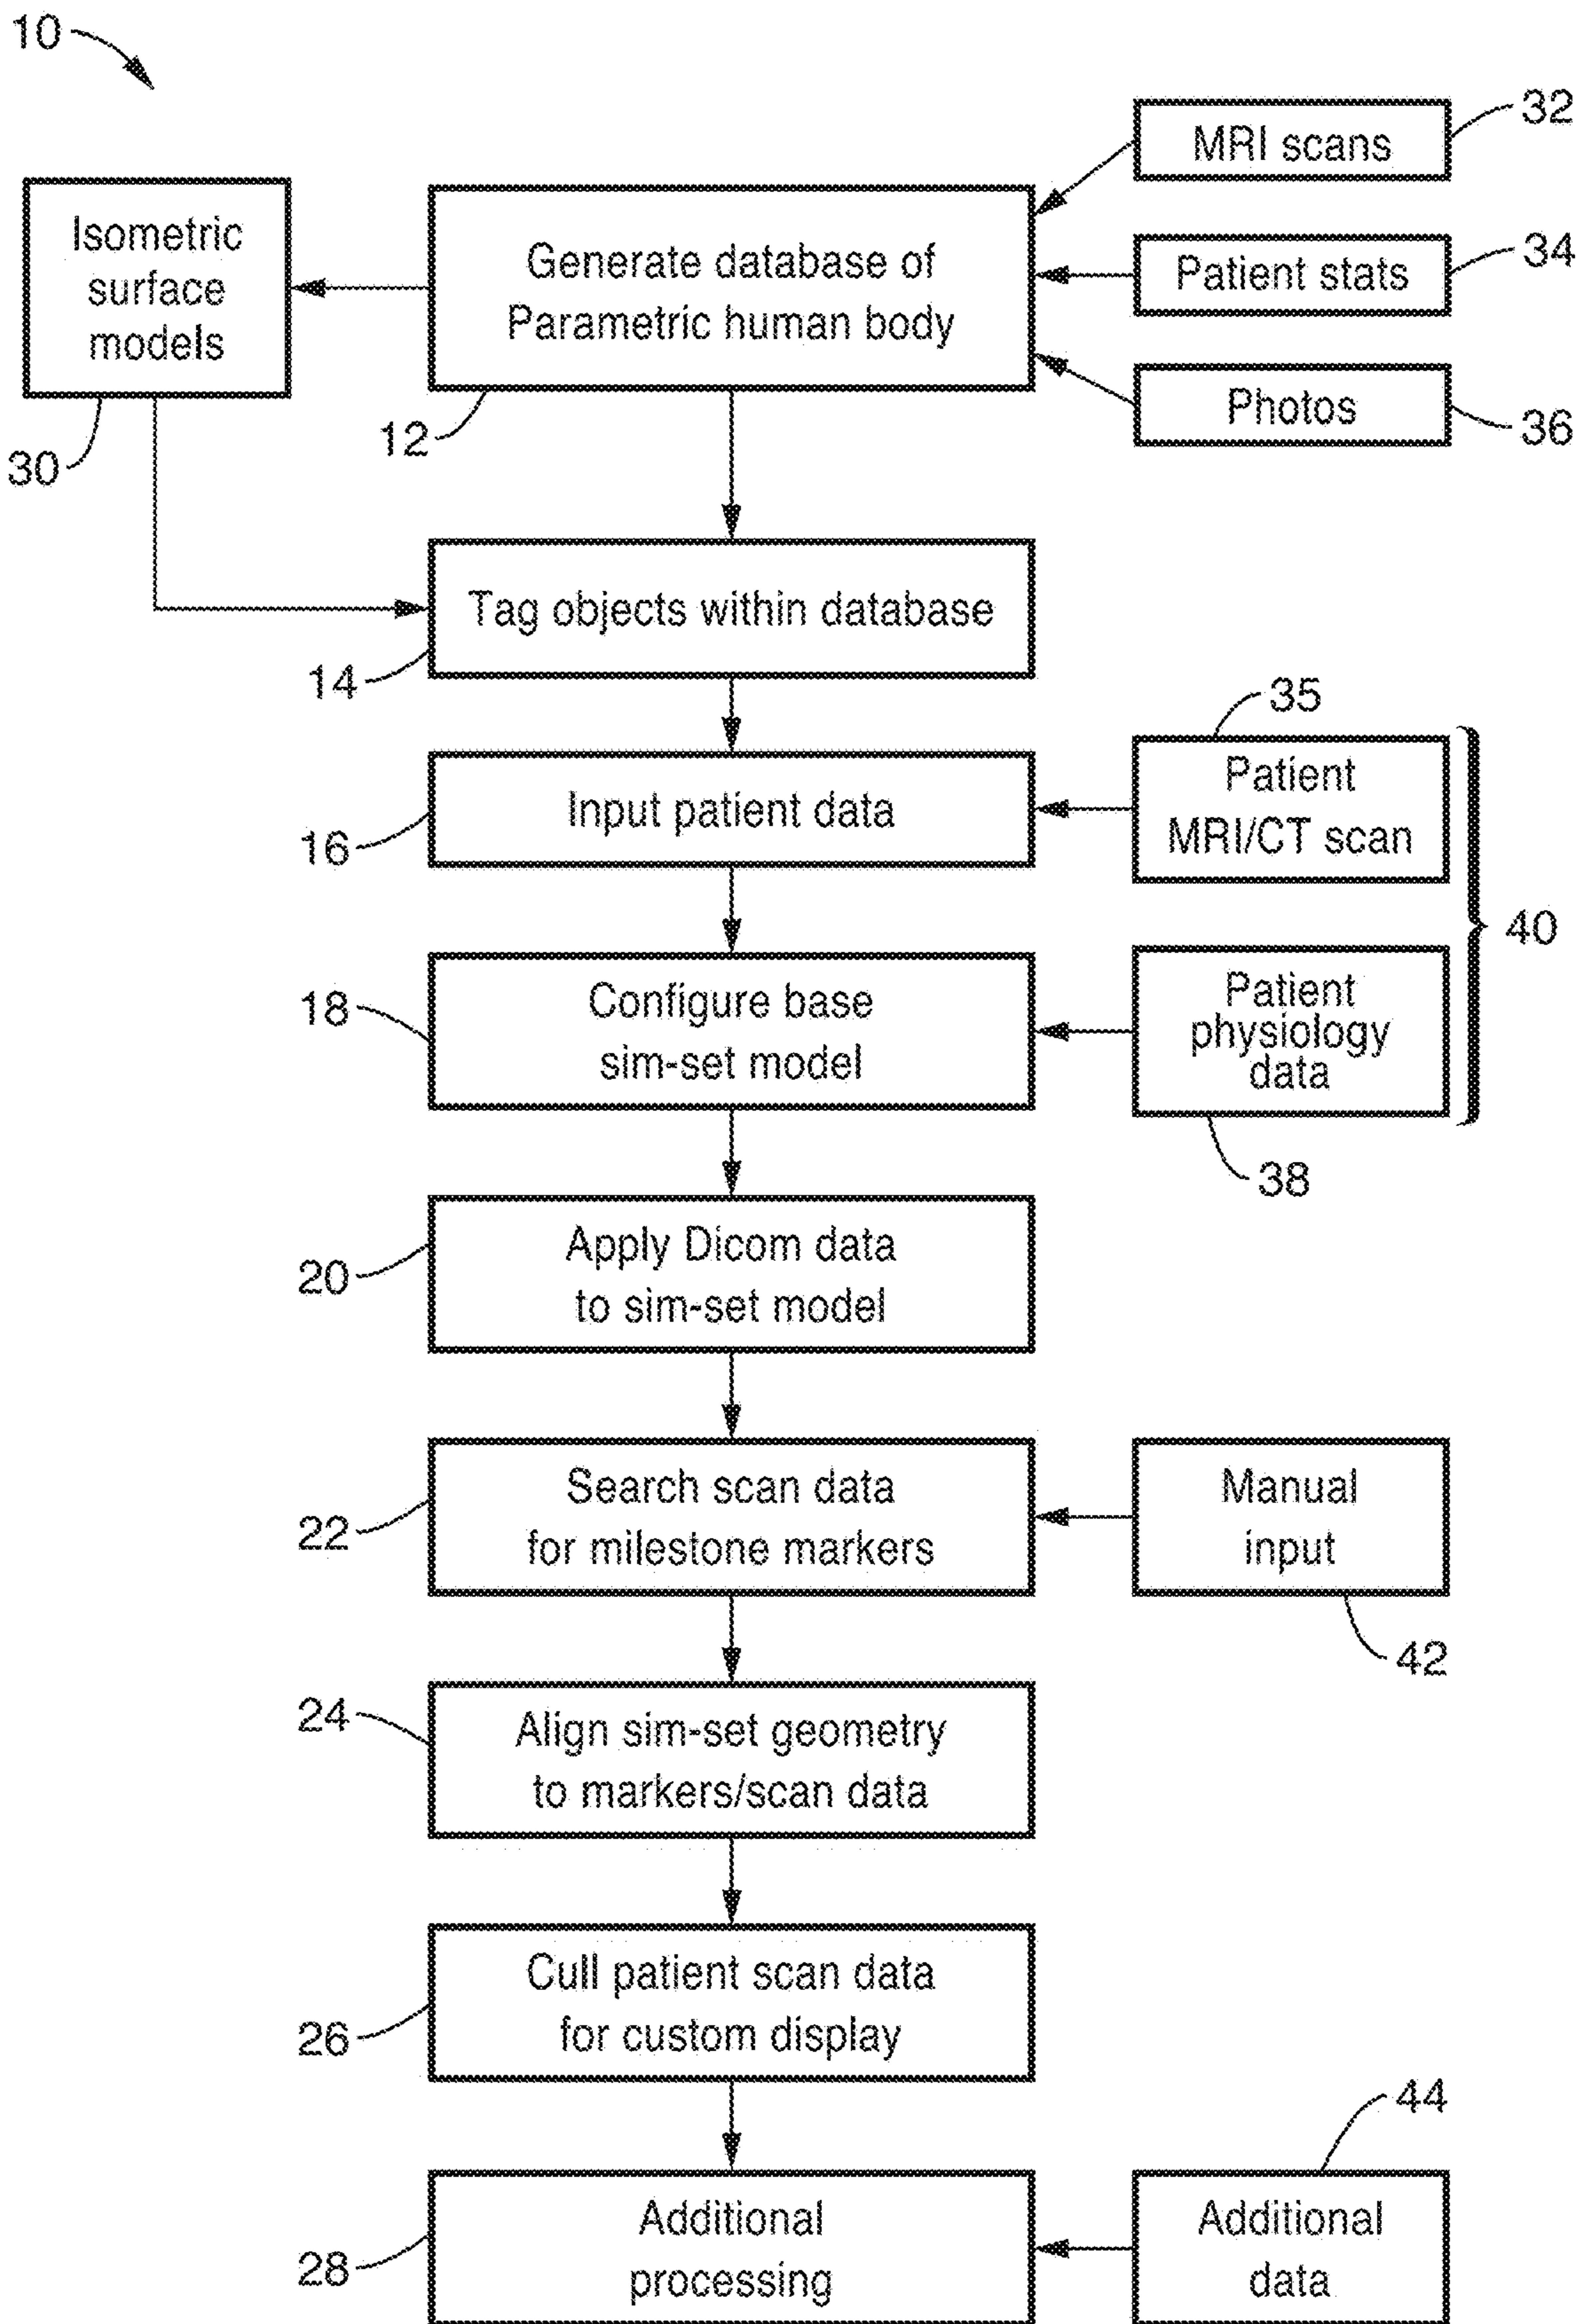 10
MRI scans
32
Isometric
surface
models
30
Generate database of
Parametric human body
12
Patient stats
34
Photos
36
Tag objects within database
14
35
Input patient data
16
Patient
MRI/CT scan
40
Configure base
sim-set model
18
Patient
physiology
data
38
Apply Dicom data
to sim-set model
20
Search scan data
for milestone markers
22
Manual
input
42
Align sim-set geometry
to markers/scan data
24
Cull patient scan data
for custom display
26
44
Additional
processing
28
Additional
data